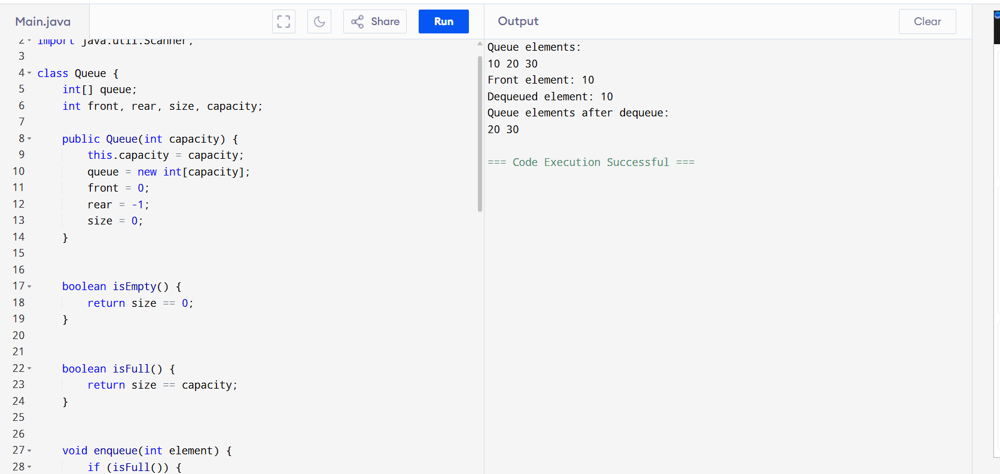 Main.java
Share
Run
Output
Clear
2 import java.util.Scanner;
3
4 class Queue {
5     int[] queue;
6     int front, rear, size, capacity;
7
8     public Queue(int capacity) {
9         this.capacity = capacity;
10         queue = new int[capacity];
11         front = 0;
12         rear = -1;
13         size = 0;
14     }
15
16
17     boolean isEmpty() {
18         return size == 0;
19     }
20
21
22     boolean isFull() {
23         return size == capacity;
24     }
25
26
27     void enqueue(int element) {
28         if (isFull()) {
Queue elements:
10 20 30
Front element: 10
Dequeued element: 10
Queue elements after dequeue:
20 30
=== Code Execution Successful ===